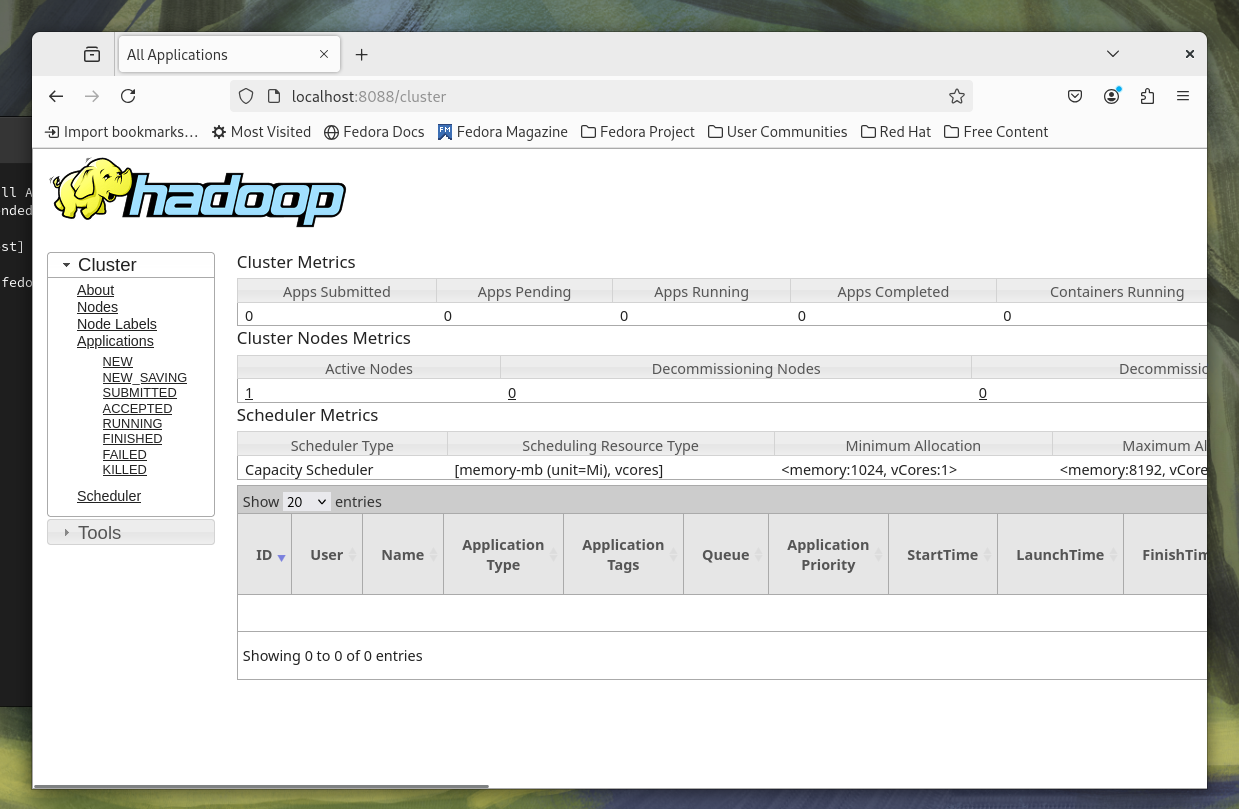 All Applications
localhost:8088/cluster
Import bookmarks… Most Visited Fedora Docs Fedora Magazine Fedora Project User Communities Red Hat Free Content
hadoop
Cluster
About
Nodes
Node Labels
Applications
NEW
NEW_SAVING
SUBMITTED
ACCEPTED
RUNNING
FINISHED
FAILED
KILLED
Scheduler
Tools
Cluster Metrics
Apps Submitted Apps Pending Apps Running Apps Completed Containers Running
0 0 0 0 0
Cluster Nodes Metrics
Active Nodes Decommissioning Nodes Decommissio
1 0 0
Scheduler Metrics
Scheduler Type Scheduling Resource Type Minimum Allocation Maximum Al
Capacity Scheduler [memory-mb (unit=Mi), vcores] <memory:1024, vCores:1> <memory:8192, vCore
Show 20 entries
ID User Name Application Type Application Tags Queue Application Priority StartTime LaunchTime FinishTim
Showing 0 to 0 of 0 entries
ll A
nded
st]
fedo